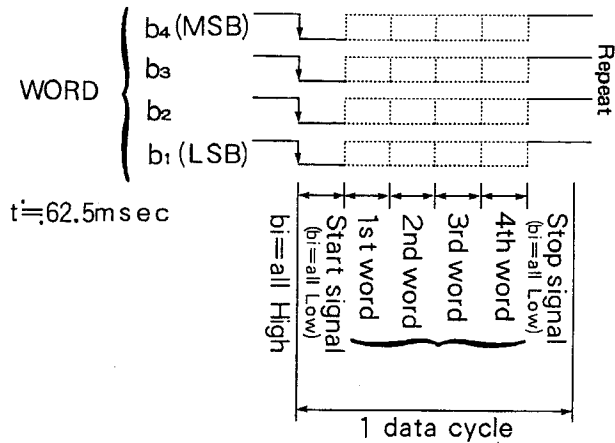 b4 (MSB)
b3
b2
b1 (LSB)
WORD
Repeat
t≒62.5msec
bi=all High
Start signal
(bi=all Low)
1st word
2nd word
3rd word
4th word
Stop signal
(bi=all Low)
1 data cycle